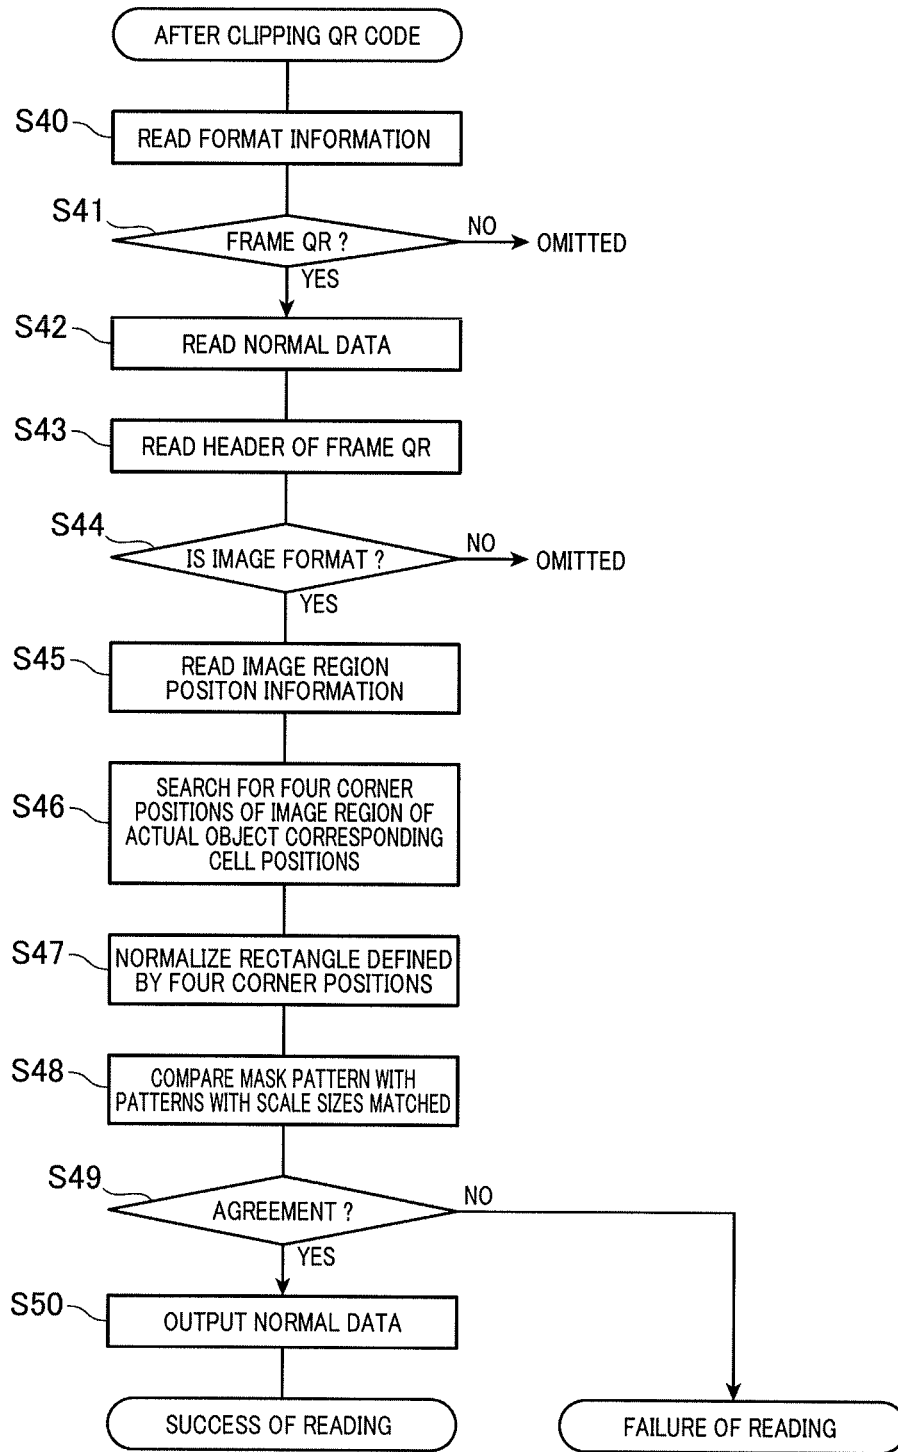 AFTER CLIPPING QR CODE
S40
READ FORMAT INFORMATION
S41
FRAME QR ?
NO
OMITTED
YES
S42
READ NORMAL DATA
S43
READ HEADER OF FRAME QR
S44
IS IMAGE FORMAT ?
NO
OMITTED
YES
S45
READ IMAGE REGION
POSITON INFORMATION
S46
SEARCH FOR FOUR CORNER
POSITIONS OF IMAGE REGION OF
ACTUAL OBJECT CORRESPONDING
CELL POSITIONS
S47
NORMALIZE RECTANGLE DEFINED
BY FOUR CORNER POSITIONS
S48
COMPARE MASK PATTERN WITH
PATTERNS WITH SCALE SIZES MATCHED
S49
AGREEMENT ?
NO
YES
S50
OUTPUT NORMAL DATA
SUCCESS OF READING
FAILURE OF READING